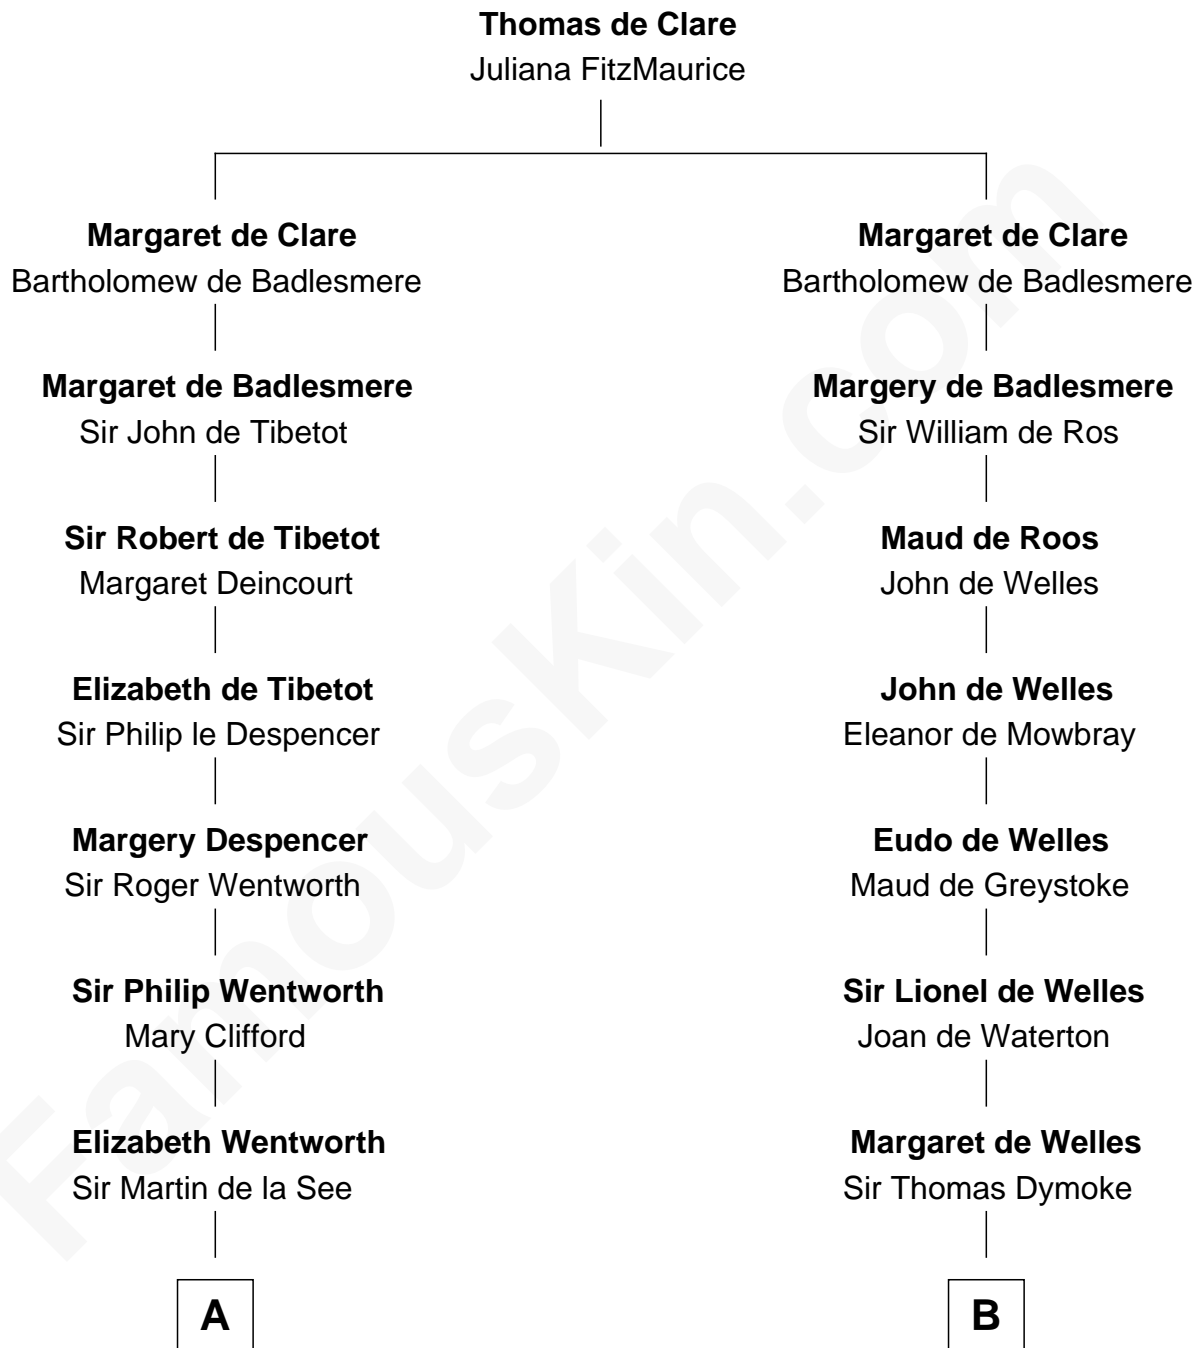 Thomas de Clare
Juliana FitzMaurice
Margaret de Clare
Bartholomew de Badlesmere
Margaret de Badlesmere
Sir John de Tibetot
Sir Robert de Tibetot
Margaret Deincourt
Elizabeth de Tibetot
Sir Philip le Despencer
Margery Despencer
Sir Roger Wentworth
Sir Philip Wentworth
Mary Clifford
Elizabeth Wentworth
Sir Martin de la See
A
Margaret de Clare
Bartholomew de Badlesmere
Margery de Badlesmere
Sir William de Ros
Maud de Roos
John de Welles
John de Welles
Eleanor de Mowbray
Eudo de Welles
Maud de Greystoke
Sir Lionel de Welles
Joan de Waterton
Margaret de Welles
Sir Thomas Dymoke
B
FamousKin.com